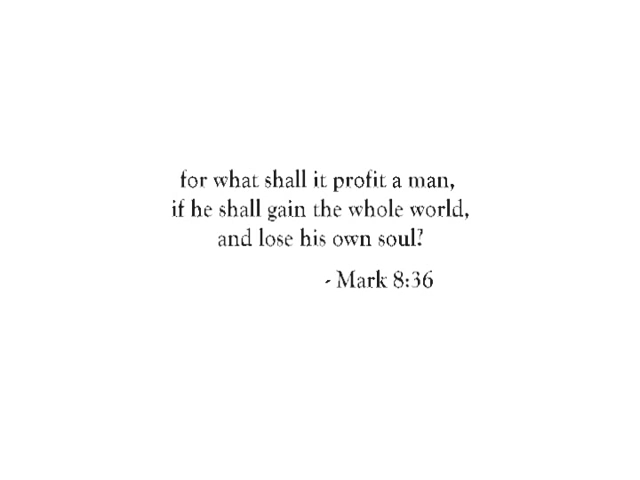 for what shall it profit a man,
if he shall gain the whole world,
and lose his own soul?
- Mark 8:36